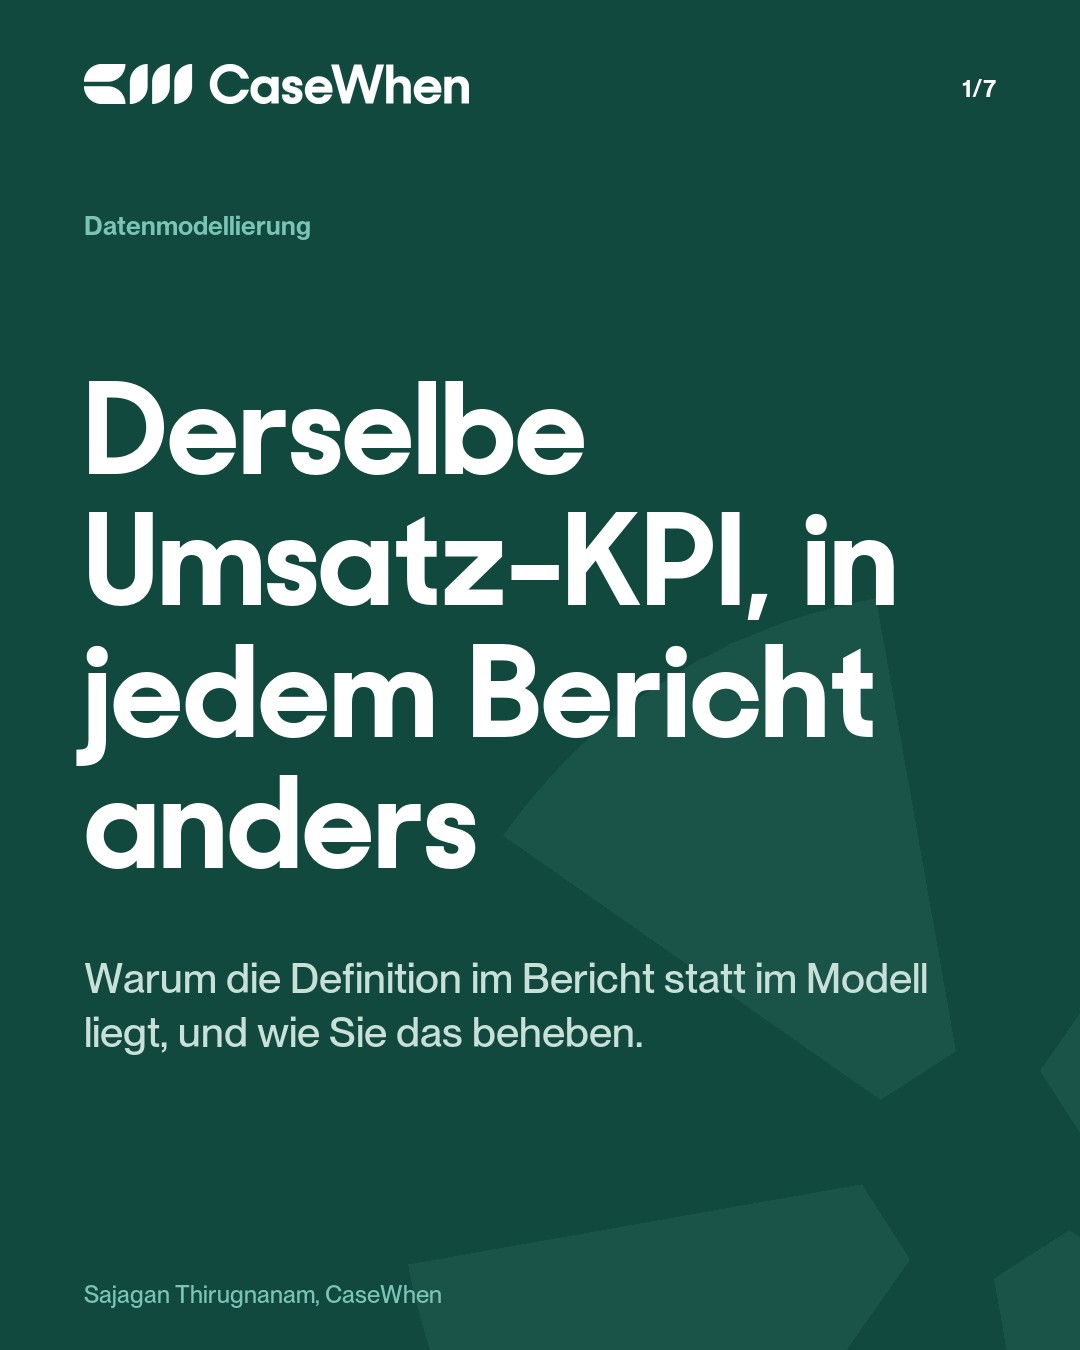 CaseWhen
1/7
Datenmodellierung
Derselbe
Umsatz-KPI, in
jedem Bericht
anders
Warum die Definition im Bericht statt im Modell
liegt, und wie Sie das beheben.
Sajagan Thirugnanam, CaseWhen